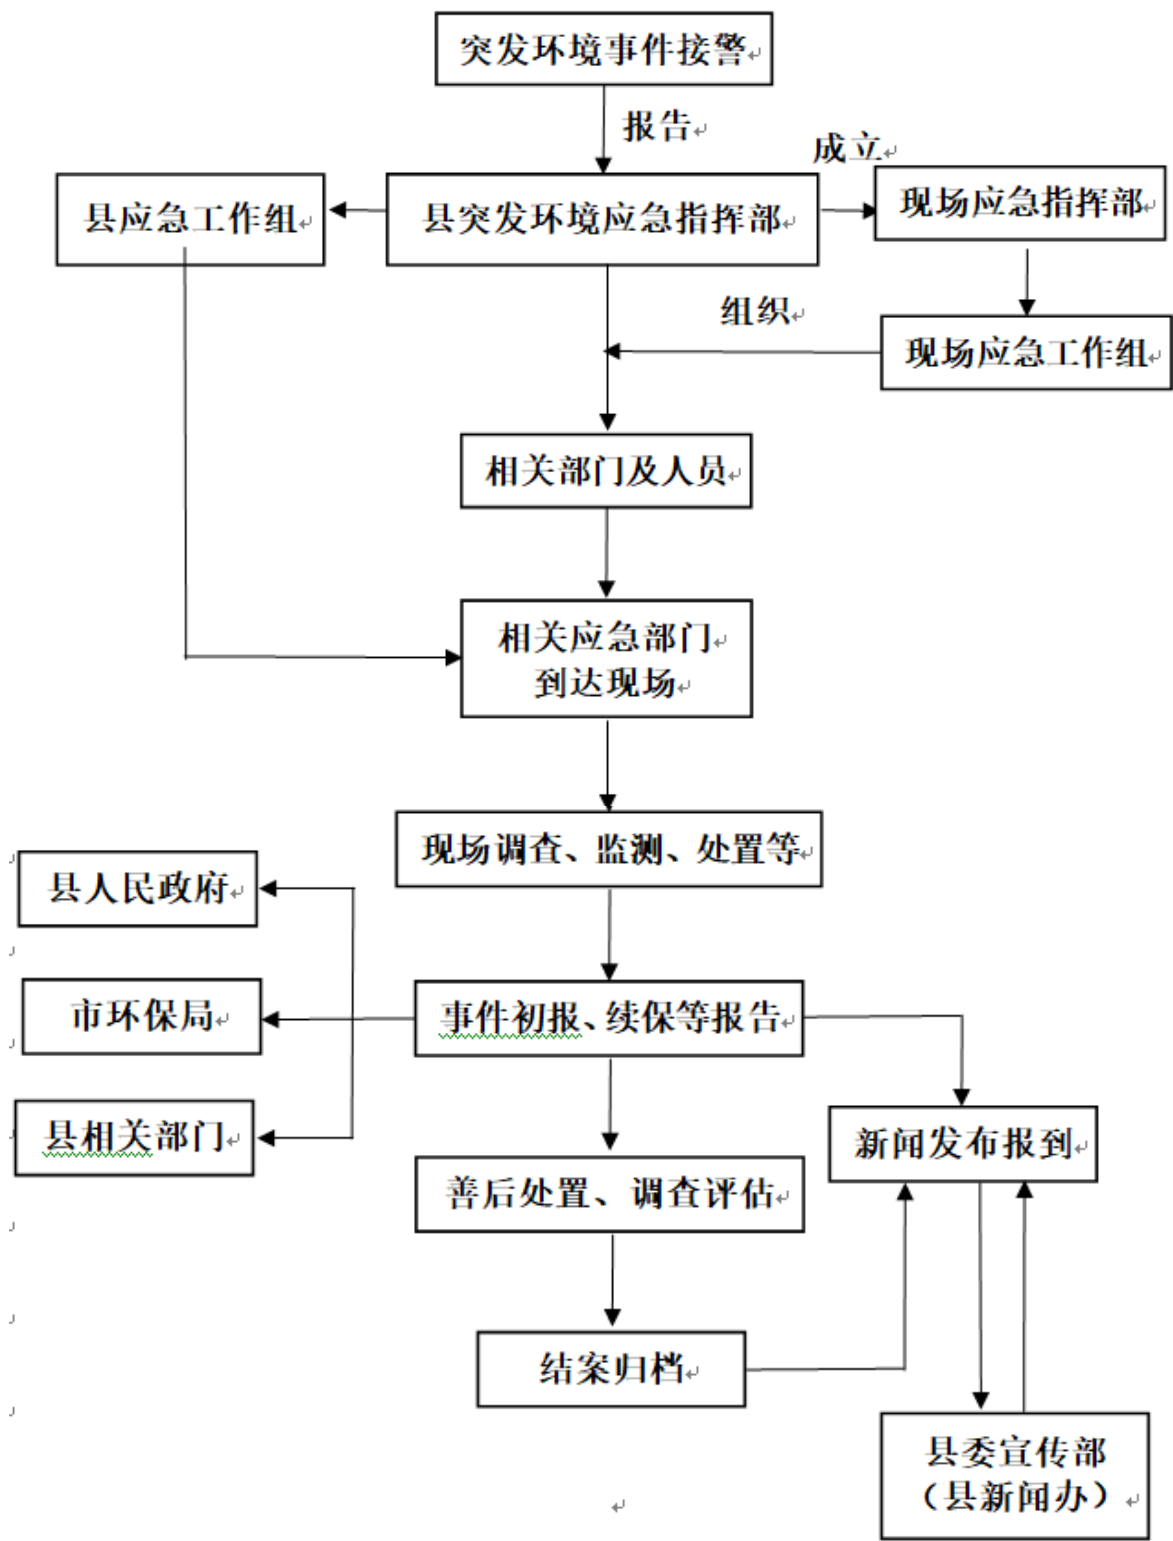 突发环境事件接警
报告
成立
县应急工作组
县突发环境应急指挥部
现场应急指挥部
组织
现场应急工作组
相关部门及人员
相关应急部门
到达现场
现场调查、监测、处置等
县人民政府
市环保局
事件初报、续保等报告
县相关部门
新闻发布报到
善后处置、调查评估
结案归档
县委宣传部
（县新闻办）